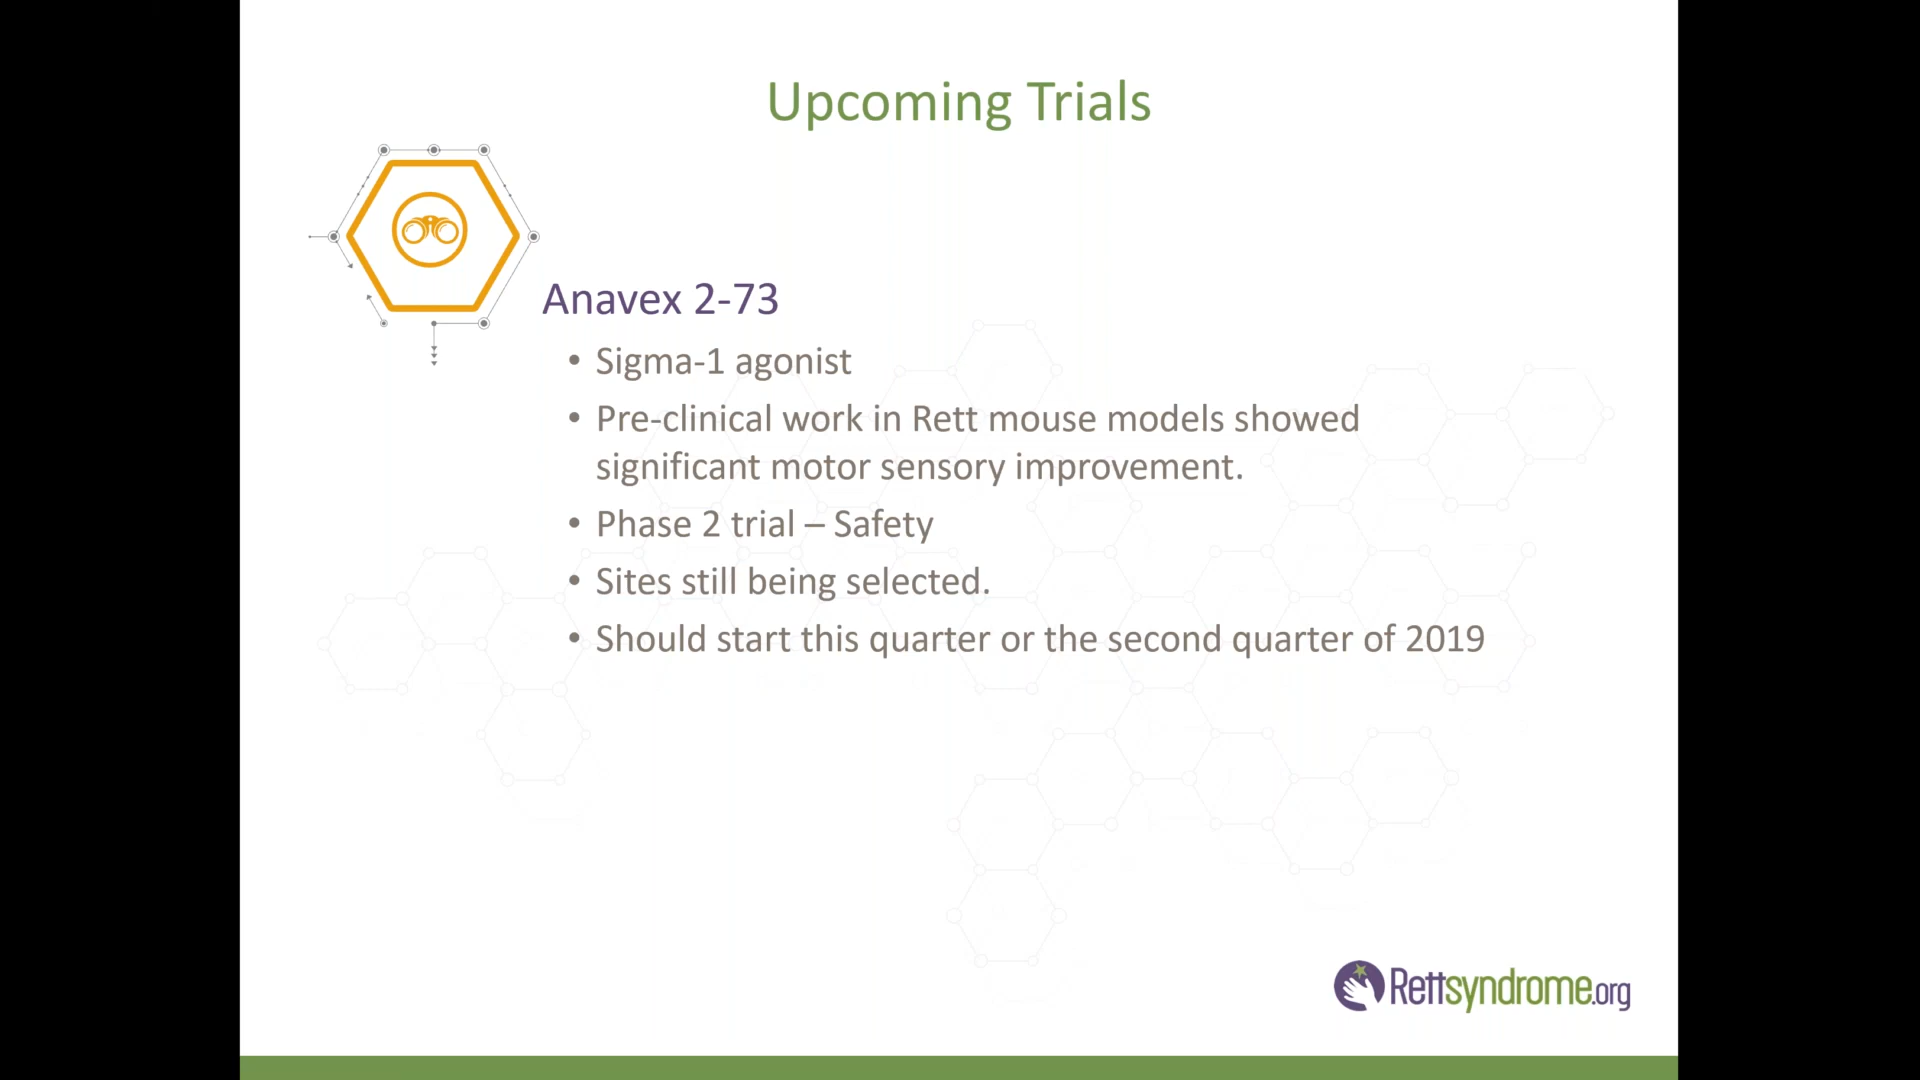 Upcoming Trials
Anavex 2-73
• Sigma-1 agonist
• Pre-clinical work in Rett mouse models showed
significant motor sensory improvement.
• Phase 2 trial – Safety
• Sites still being selected.
• Should start this quarter or the second quarter of 2019
Rettsyndrome.org